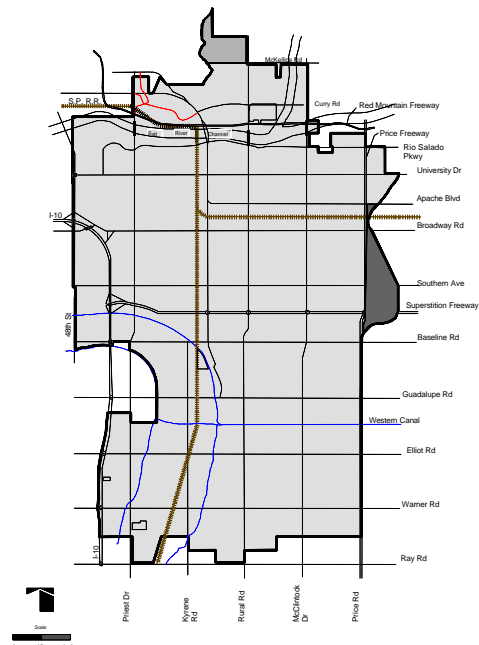 McKellips Rd
S.P. R.R.
Curry Rd
Red Mountain Freeway
River
Channel
Price Freeway
Rio Salado
Pkwy
University Dr
Apache Blvd
I-10
Broadway Rd
Southern Ave
Superstition Freeway
48th St
Baseline Rd
Guadalupe Rd
Western Canal
Elliot Rd
Warner Rd
I-10
Ray Rd
Priest Dr
Kyrene
Rd
Rural Rd
McClintock
Dr
Price Rd
Scale